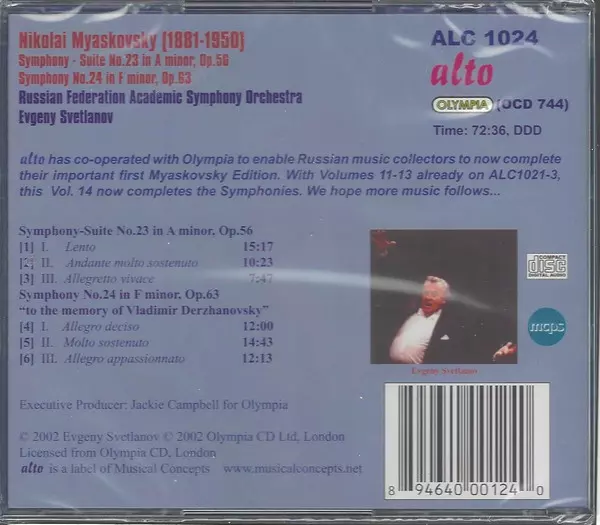 Nikolai Myaskovsky (1881-1950)
Symphony - Suite No.23 in A minor, Op.56
Symphony No.24 in F minor, Op.63
Russian Federation Academic Symphony Orchestra
Evgeny Svetlanov
ALC 1024
alto
OLYMPIA (OCD 744)
Time: 72:36, DDD
alto has co-operated with Olympia to enable Russian music collectors to now complete
their important first Myaskovsky Edition. With Volumes 11-13 already on ALC1021-3,
this Vol. 14 now completes the Symphonies. We hope more music follows...
Symphony-Suite No.23 in A minor, Op.56
[1] I. Lento 15:17
[2] II. Andante molto sostenuto 10:23
[3] III. Allegretto vivace 7:47
Symphony No.24 in F minor, Op.63
"to the memory of Vladimir Derzhanovsky"
[4] I. Allegro deciso 12:00
[5] II. Molto sostenuto 14:43
[6] III. Allegro appassionato 12:13
Evgeny Svetlanov
COMPACT
disc
DIGITAL AUDIO
mcps
Executive Producer: Jackie Campbell for Olympia
© 2002 Evgeny Svetlanov © 2002 Olympia CD Ltd, London
Licensed from Olympia CD, London
alto is a label of Musical Concepts www.musicalconcepts.net
8 94640 00124 0